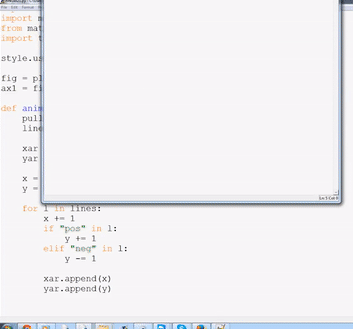 File Edit Format
import m
from mat
import t
style.us
fig = pl
ax1 = fi
def anim
pull
line
xar
yar
x =
y =
Ln: 1 Col: 0
for l in lines:
x += 1
if "pos" in l:
y += 1
elif "neg" in l:
y -= 1
xar.append(x)
yar.append(y)